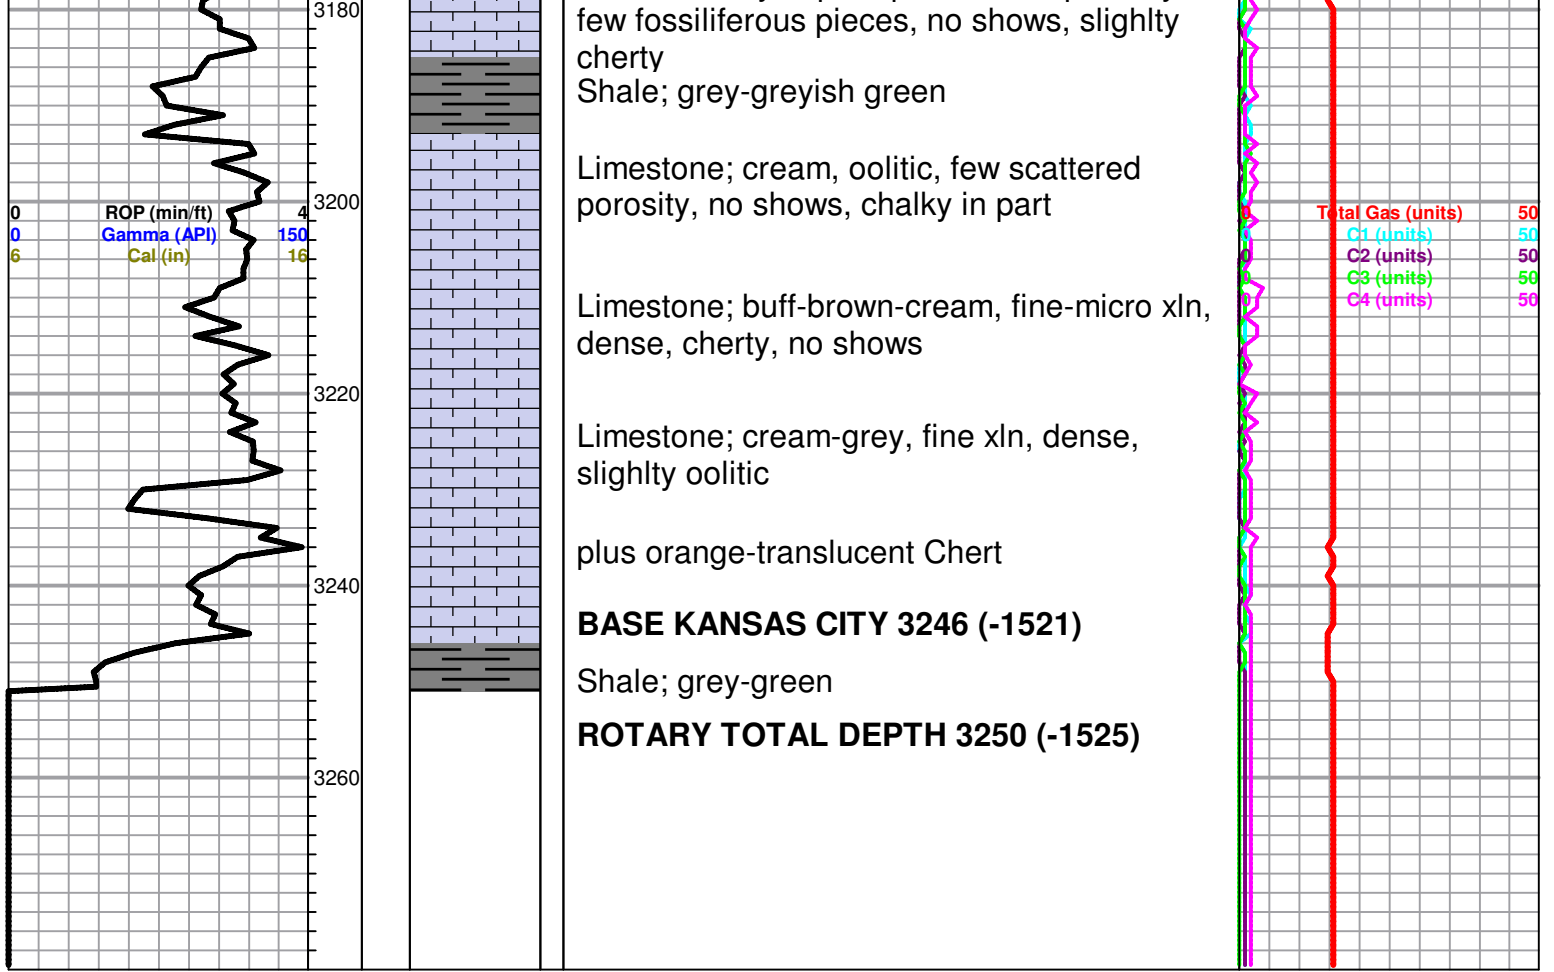 3180
few fossiliferous pieces, no shows, slighlty
cherty
Shale; grey-greyish green
Limestone; cream, oolitic, few scattered
porosity, no shows, chalky in part
3200
0 ROP (min/ft) 4
0 Gamma (API) 150
6 Cal (in) 16
0 Total Gas (units) 50
0 C1 (units) 50
0 C2 (units) 50
0 C3 (units) 50
0 C4 (units) 50
Limestone; buff-brown-cream, fine-micro xln,
dense, cherty, no shows
3220
Limestone; cream-grey, fine xln, dense,
slighlty oolitic
plus orange-translucent Chert
3240
BASE KANSAS CITY 3246 (-1521)
Shale; grey-green
ROTARY TOTAL DEPTH 3250 (-1525)
3260